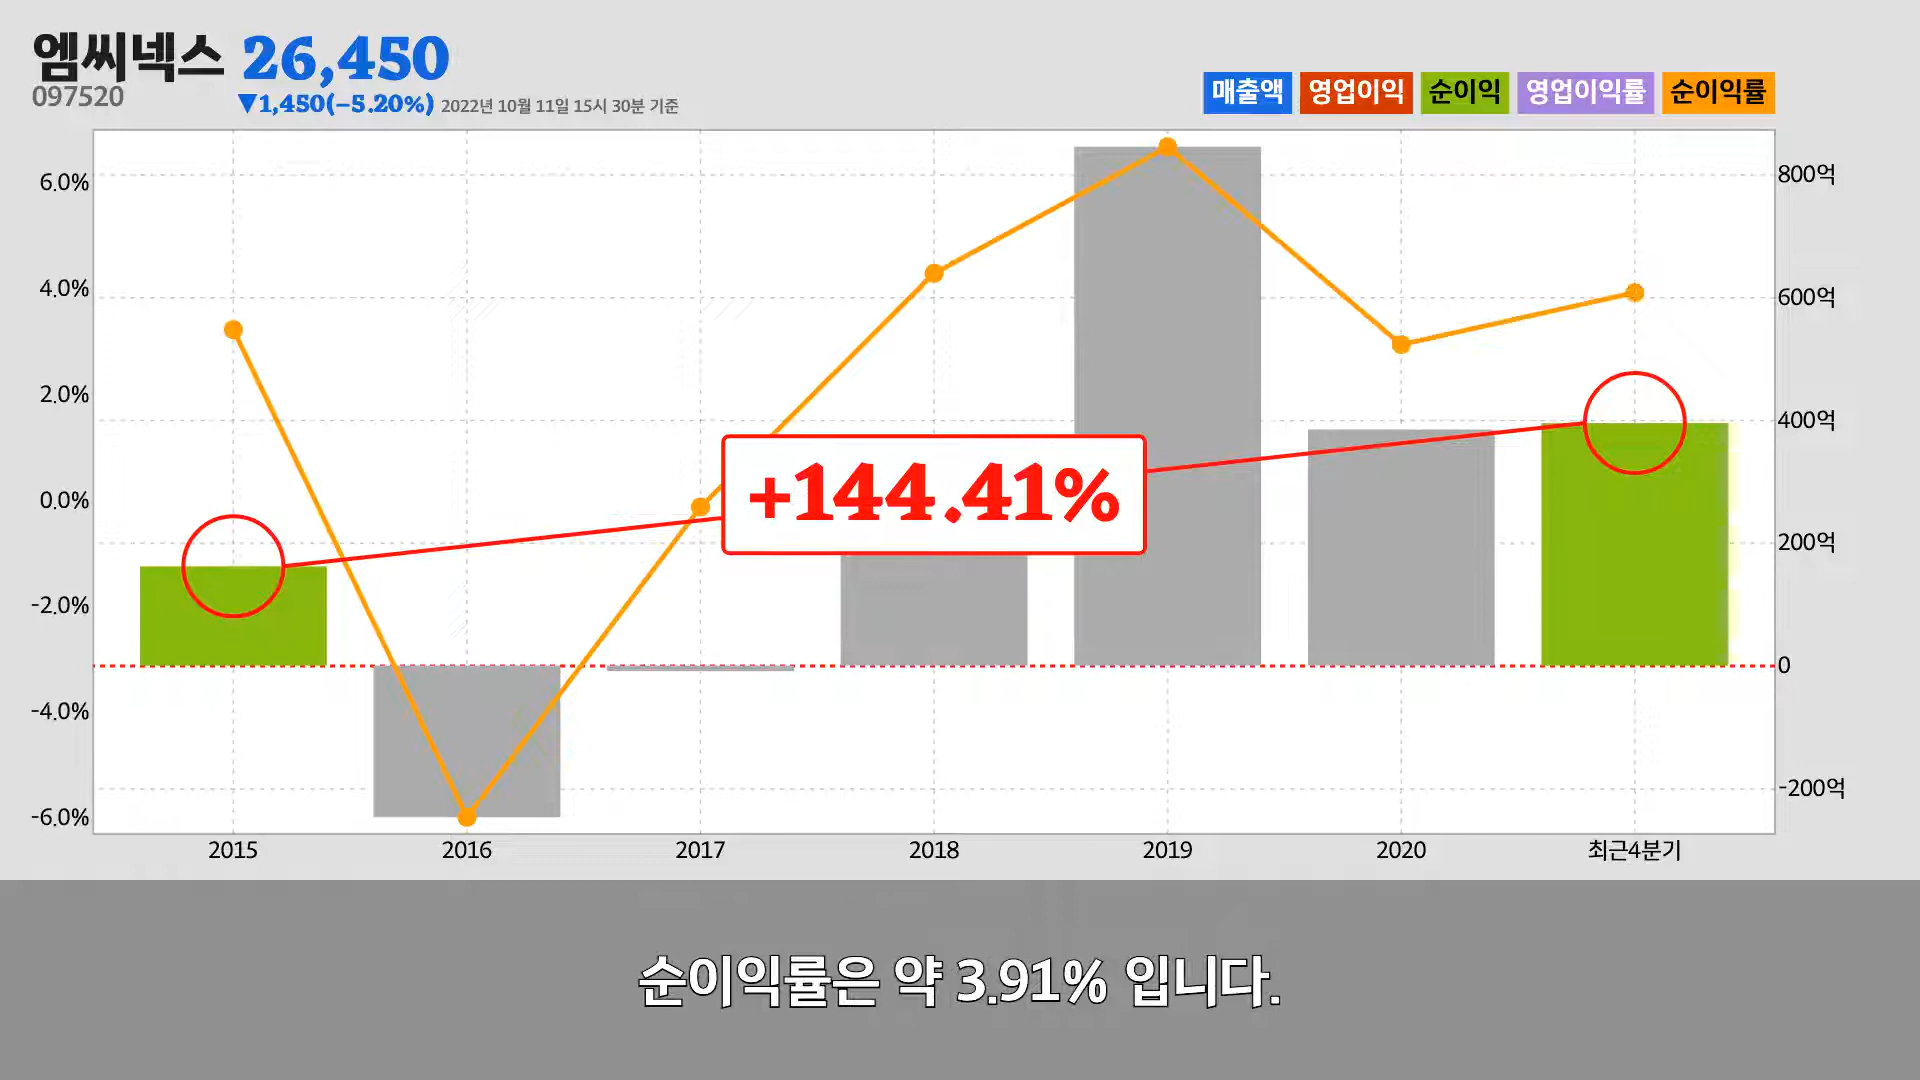 엠씨넥스 26,450
097520
▼1,450(−5.20%) 2022년 10월 11일 15시 30분 기준
매출액 영업이익 순이익 영업이익률 순이익률
6.0%
4.0%
2.0%
0.0%
-2.0%
-4.0%
-6.0%
800억
600억
400억
200억
0
-200억
+144.41%
2015 2016 2017 2018 2019 2020 최근4분기
순이익률은 약 3.91% 입니다.